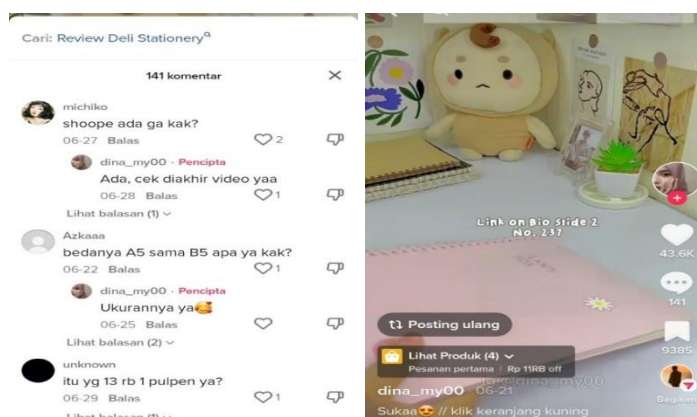 Cari: Review Deli Stationery
141 komentar
michiko
shoope ada ga kak?
06-27 Balas
2
dina_my00 · Pencipta
Ada, cek diakhir video yaa
06-28 Balas
1
Lihat balasan (1)
Azkaaa
bedanya A5 sama B5 apa ya kak?
06-22 Balas
1
dina_my00 · Pencipta
Ukurannya ya🥰
06-25 Balas
Lihat balasan (2)
unknown
itu yg 13 rb 1 pulpen ya?
06-29 Balas
1
Lihat balasan (1)
Link on Bio Slide 2
No. 237
43.6K
141
9385
Posting ulang
Lihat Produk (4)
Pesanan pertama | Rp 11RB off
dina_my00 · 06-21
Bagikan
Sukaa😍 // klik keranjang kuning